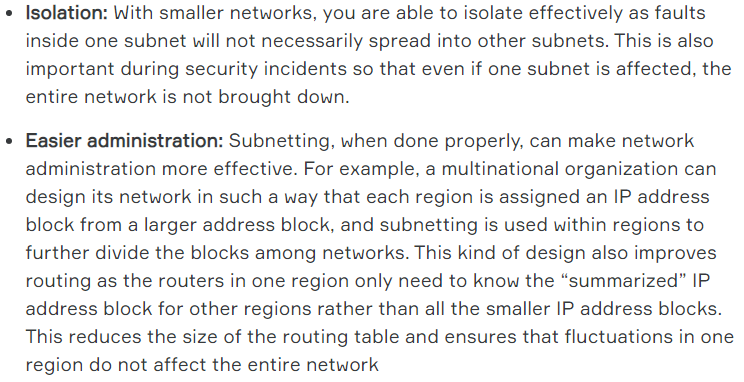 • Isolation: With smaller networks, you are able to isolate effectively as faults
inside one subnet will not necessarily spread into other subnets. This is also
important during security incidents so that even if one subnet is affected, the
entire network is not brought down.
• Easier administration: Subnetting, when done properly, can make network
administration more effective. For example, a multinational organization can
design its network in such a way that each region is assigned an IP address
block from a larger address block, and subnetting is used within regions to
further divide the blocks among networks. This kind of design also improves
routing as the routers in one region only need to know the “summarized” IP
address block for other regions rather than all the smaller IP address blocks.
This reduces the size of the routing table and ensures that fluctuations in one
region do not affect the entire network